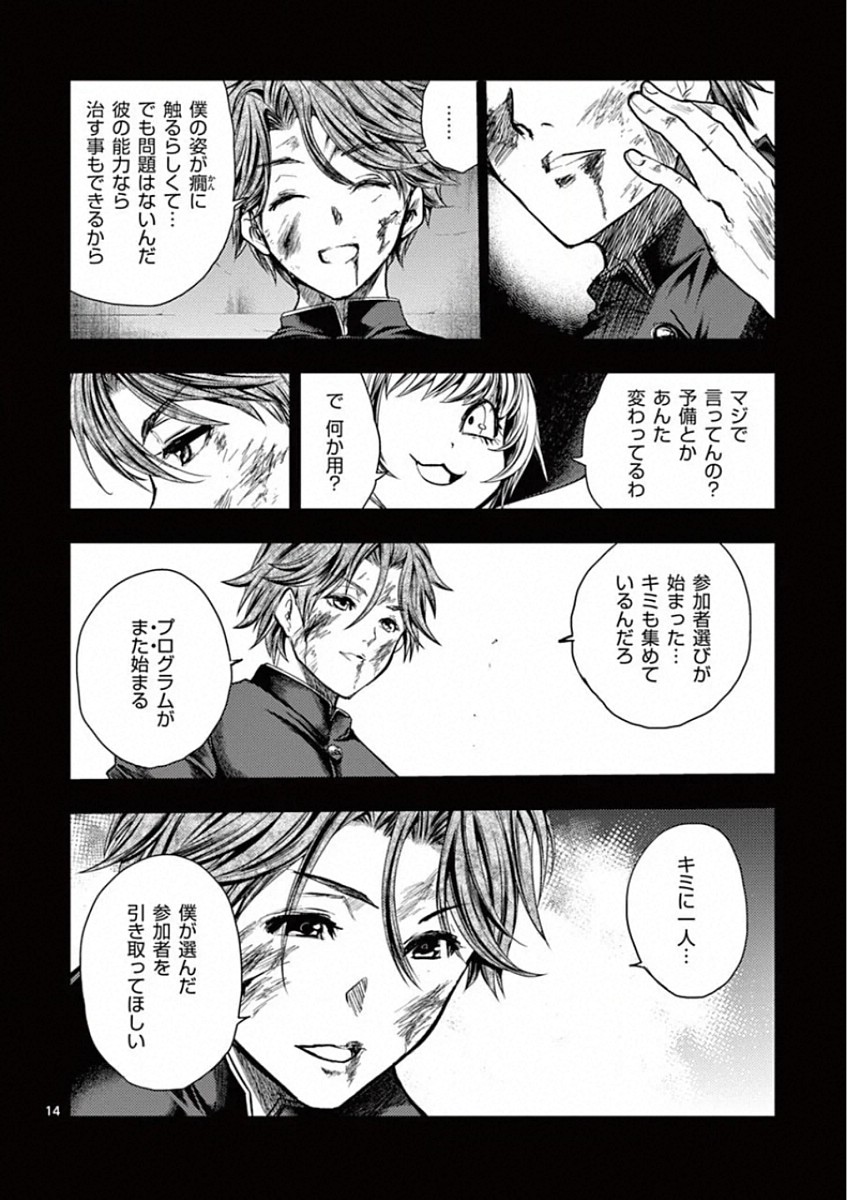 ……
僕の姿が癇に
かん
触るらしくて…
でも問題はないんだ
彼の能力なら
治す事もできるから
マジで
言ってんの？
予備とか
あんた
変わってるわ
で 何か用？
参加者選びが
始まった…
キミも集めて
いるんだろ
プログラムが
また始まる
キミに一人…
僕が選んだ
参加者を
引き取ってほしい
14